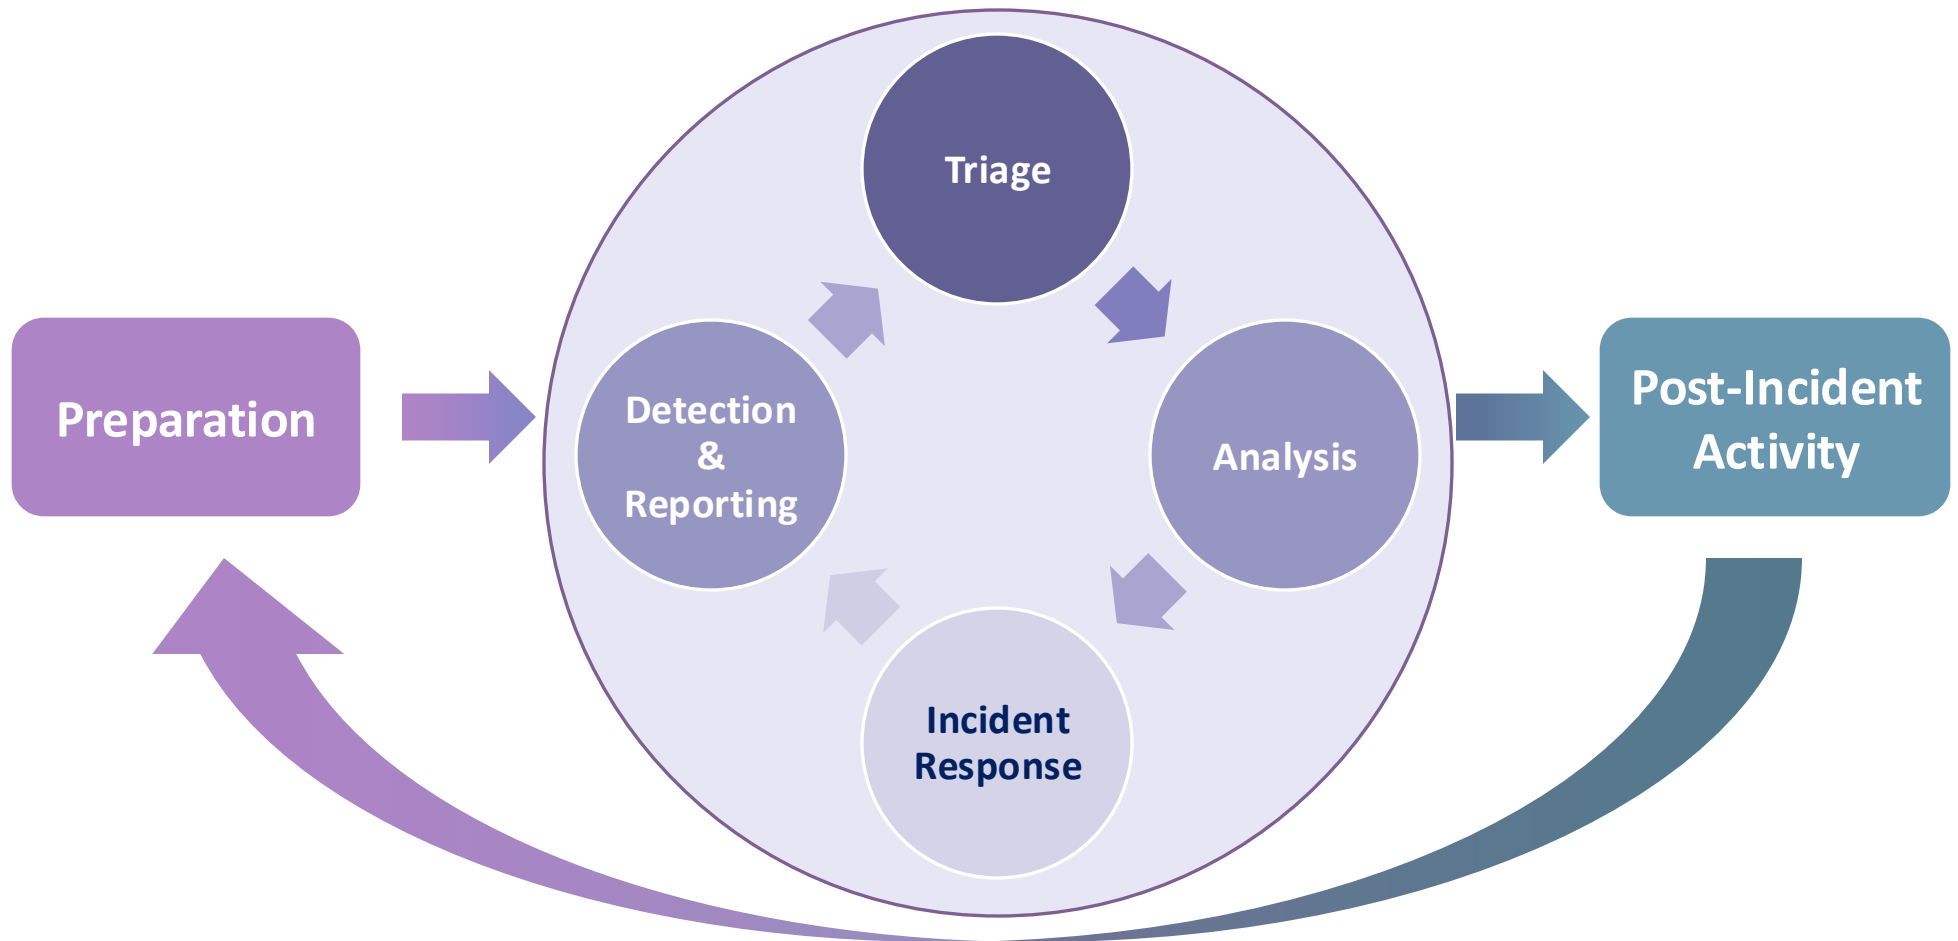 Triage
Preparation
Detection
&
Reporting
Analysis
Post-Incident
Activity
Incident
Response